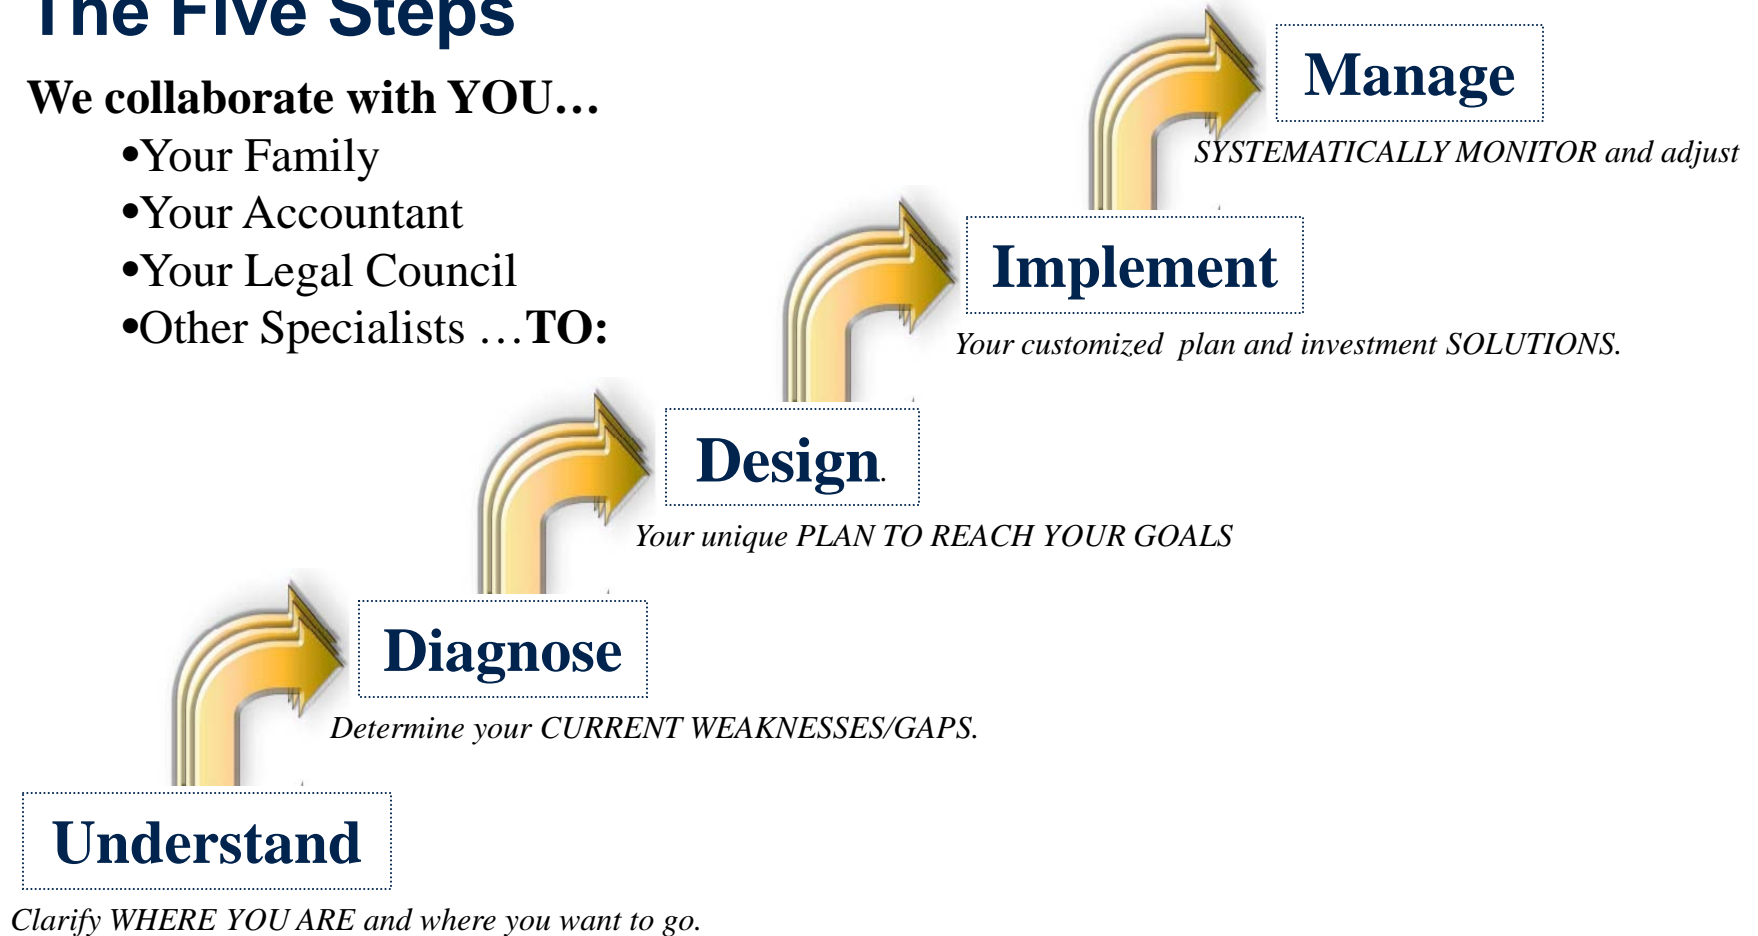 The Five Steps
We collaborate with YOU…
•Your Family
•Your Accountant
•Your Legal Council
•Other Specialists …TO:
Manage
SYSTEMATICALLY MONITOR and adjust
Implement
Your customized  plan and investment SOLUTIONS.
Design.
Your unique PLAN TO REACH YOUR GOALS
Diagnose
Determine your CURRENT WEAKNESSES/GAPS.
Understand
Clarify WHERE YOU ARE and where you want to go.